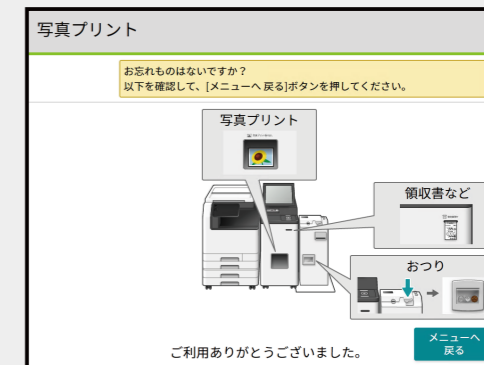 写真プリント
お忘れものはないですか？
以下を確認して、[メニューへ 戻る]ボタンを押してください。
写真プリント
領収書など
おつり
メニューへ
戻る
ご利用ありがとうございました。